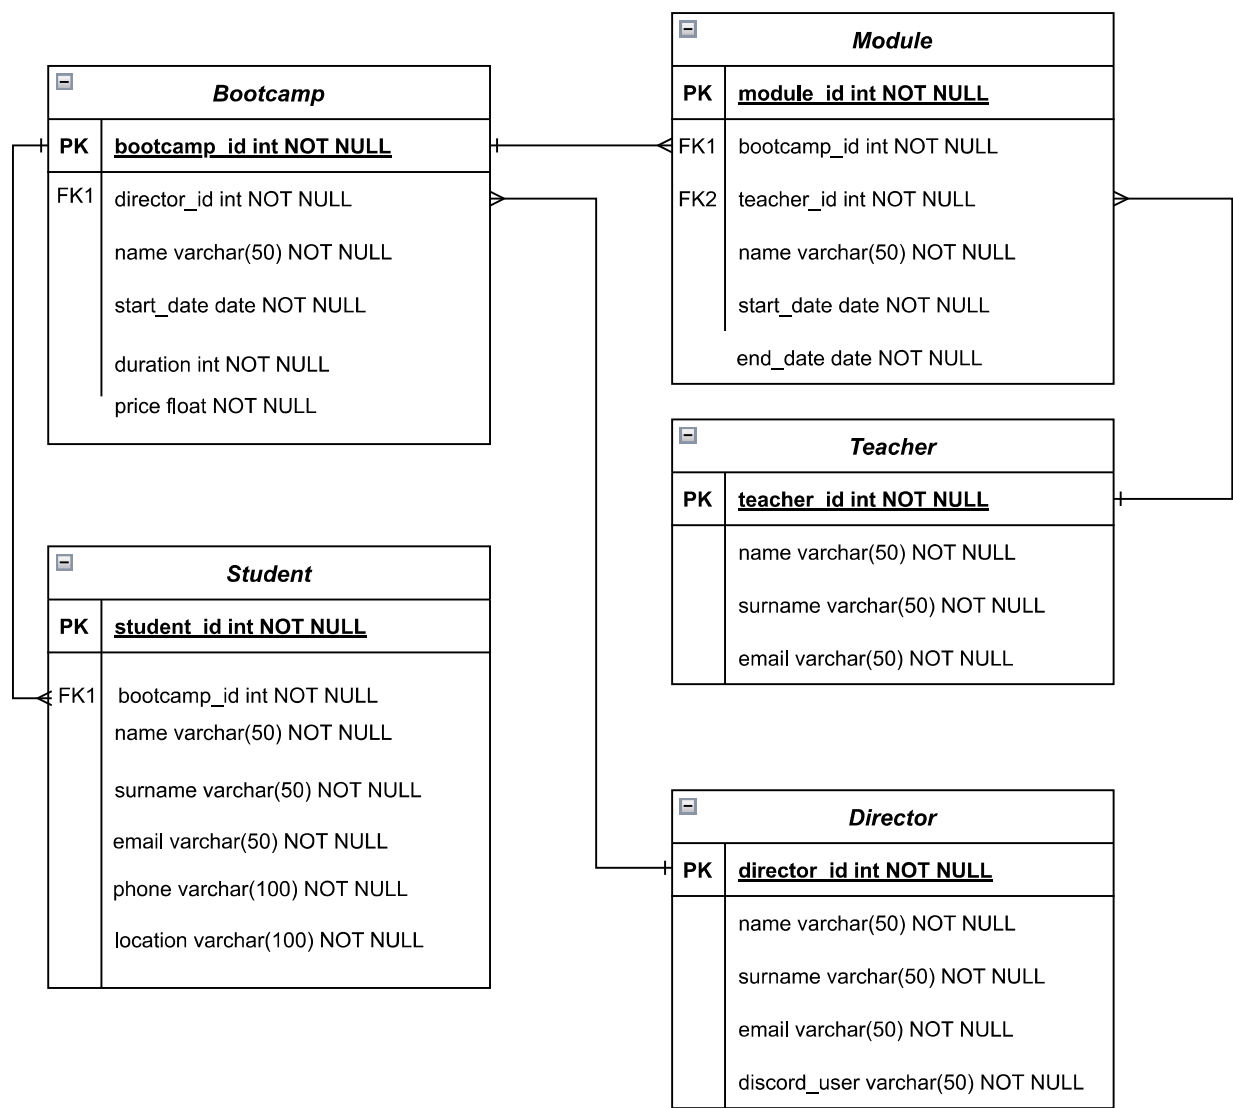 Bootcamp
PK bootcamp_id int NOT NULL
FK1 director_id int NOT NULL
name varchar(50) NOT NULL
start_date date NOT NULL
duration int NOT NULL
price float NOT NULL
Module
PK module_id int NOT NULL
FK1 bootcamp_id int NOT NULL
FK2 teacher_id int NOT NULL
name varchar(50) NOT NULL
start_date date NOT NULL
end_date date NOT NULL
Teacher
PK teacher_id int NOT NULL
name varchar(50) NOT NULL
surname varchar(50) NOT NULL
email varchar(50) NOT NULL
Student
PK student_id int NOT NULL
FK1 bootcamp_id int NOT NULL
name varchar(50) NOT NULL
surname varchar(50) NOT NULL
email varchar(50) NOT NULL
phone varchar(100) NOT NULL
location varchar(100) NOT NULL
Director
PK director_id int NOT NULL
name varchar(50) NOT NULL
surname varchar(50) NOT NULL
email varchar(50) NOT NULL
discord_user varchar(50) NOT NULL